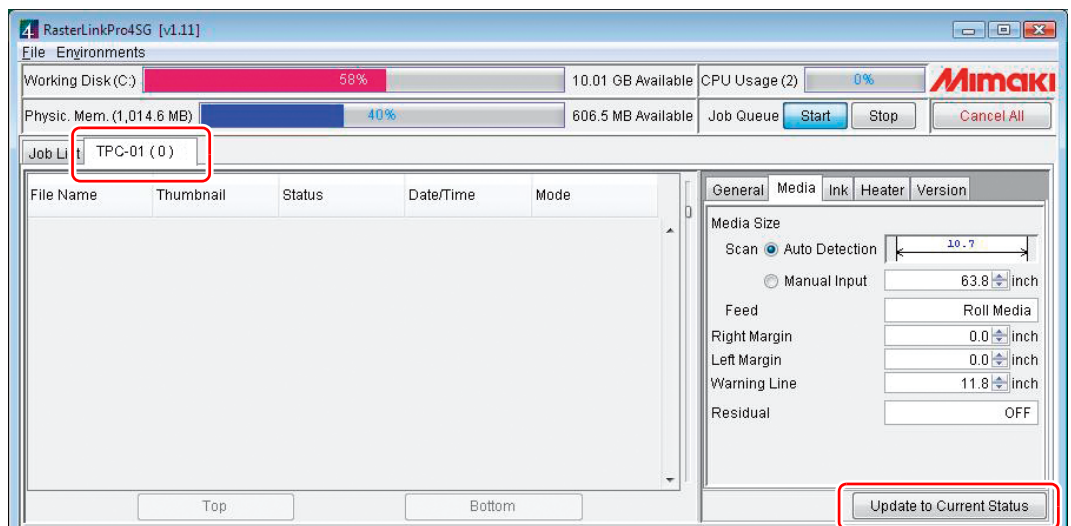 4 RasterLinkPro4SG [v1.11]
File Environments
Working Disk (C:) 58% 10.01 GB Available CPU Usage (2) 0% Mimaki
Physic. Mem. (1,014.6 MB) 40% 606.5 MB Available Job Queue Start Stop Cancel All
Job List TPC-01 ( 0 )
File Name Thumbnail Status Date/Time Mode
General Media Ink Heater Version
Media Size
Scan Auto Detection 10.7
Manual Input 63.8 inch
Feed Roll Media
Right Margin 0.0 inch
Left Margin 0.0 inch
Warning Line 11.8 inch
Residual OFF
Top Bottom Update to Current Status